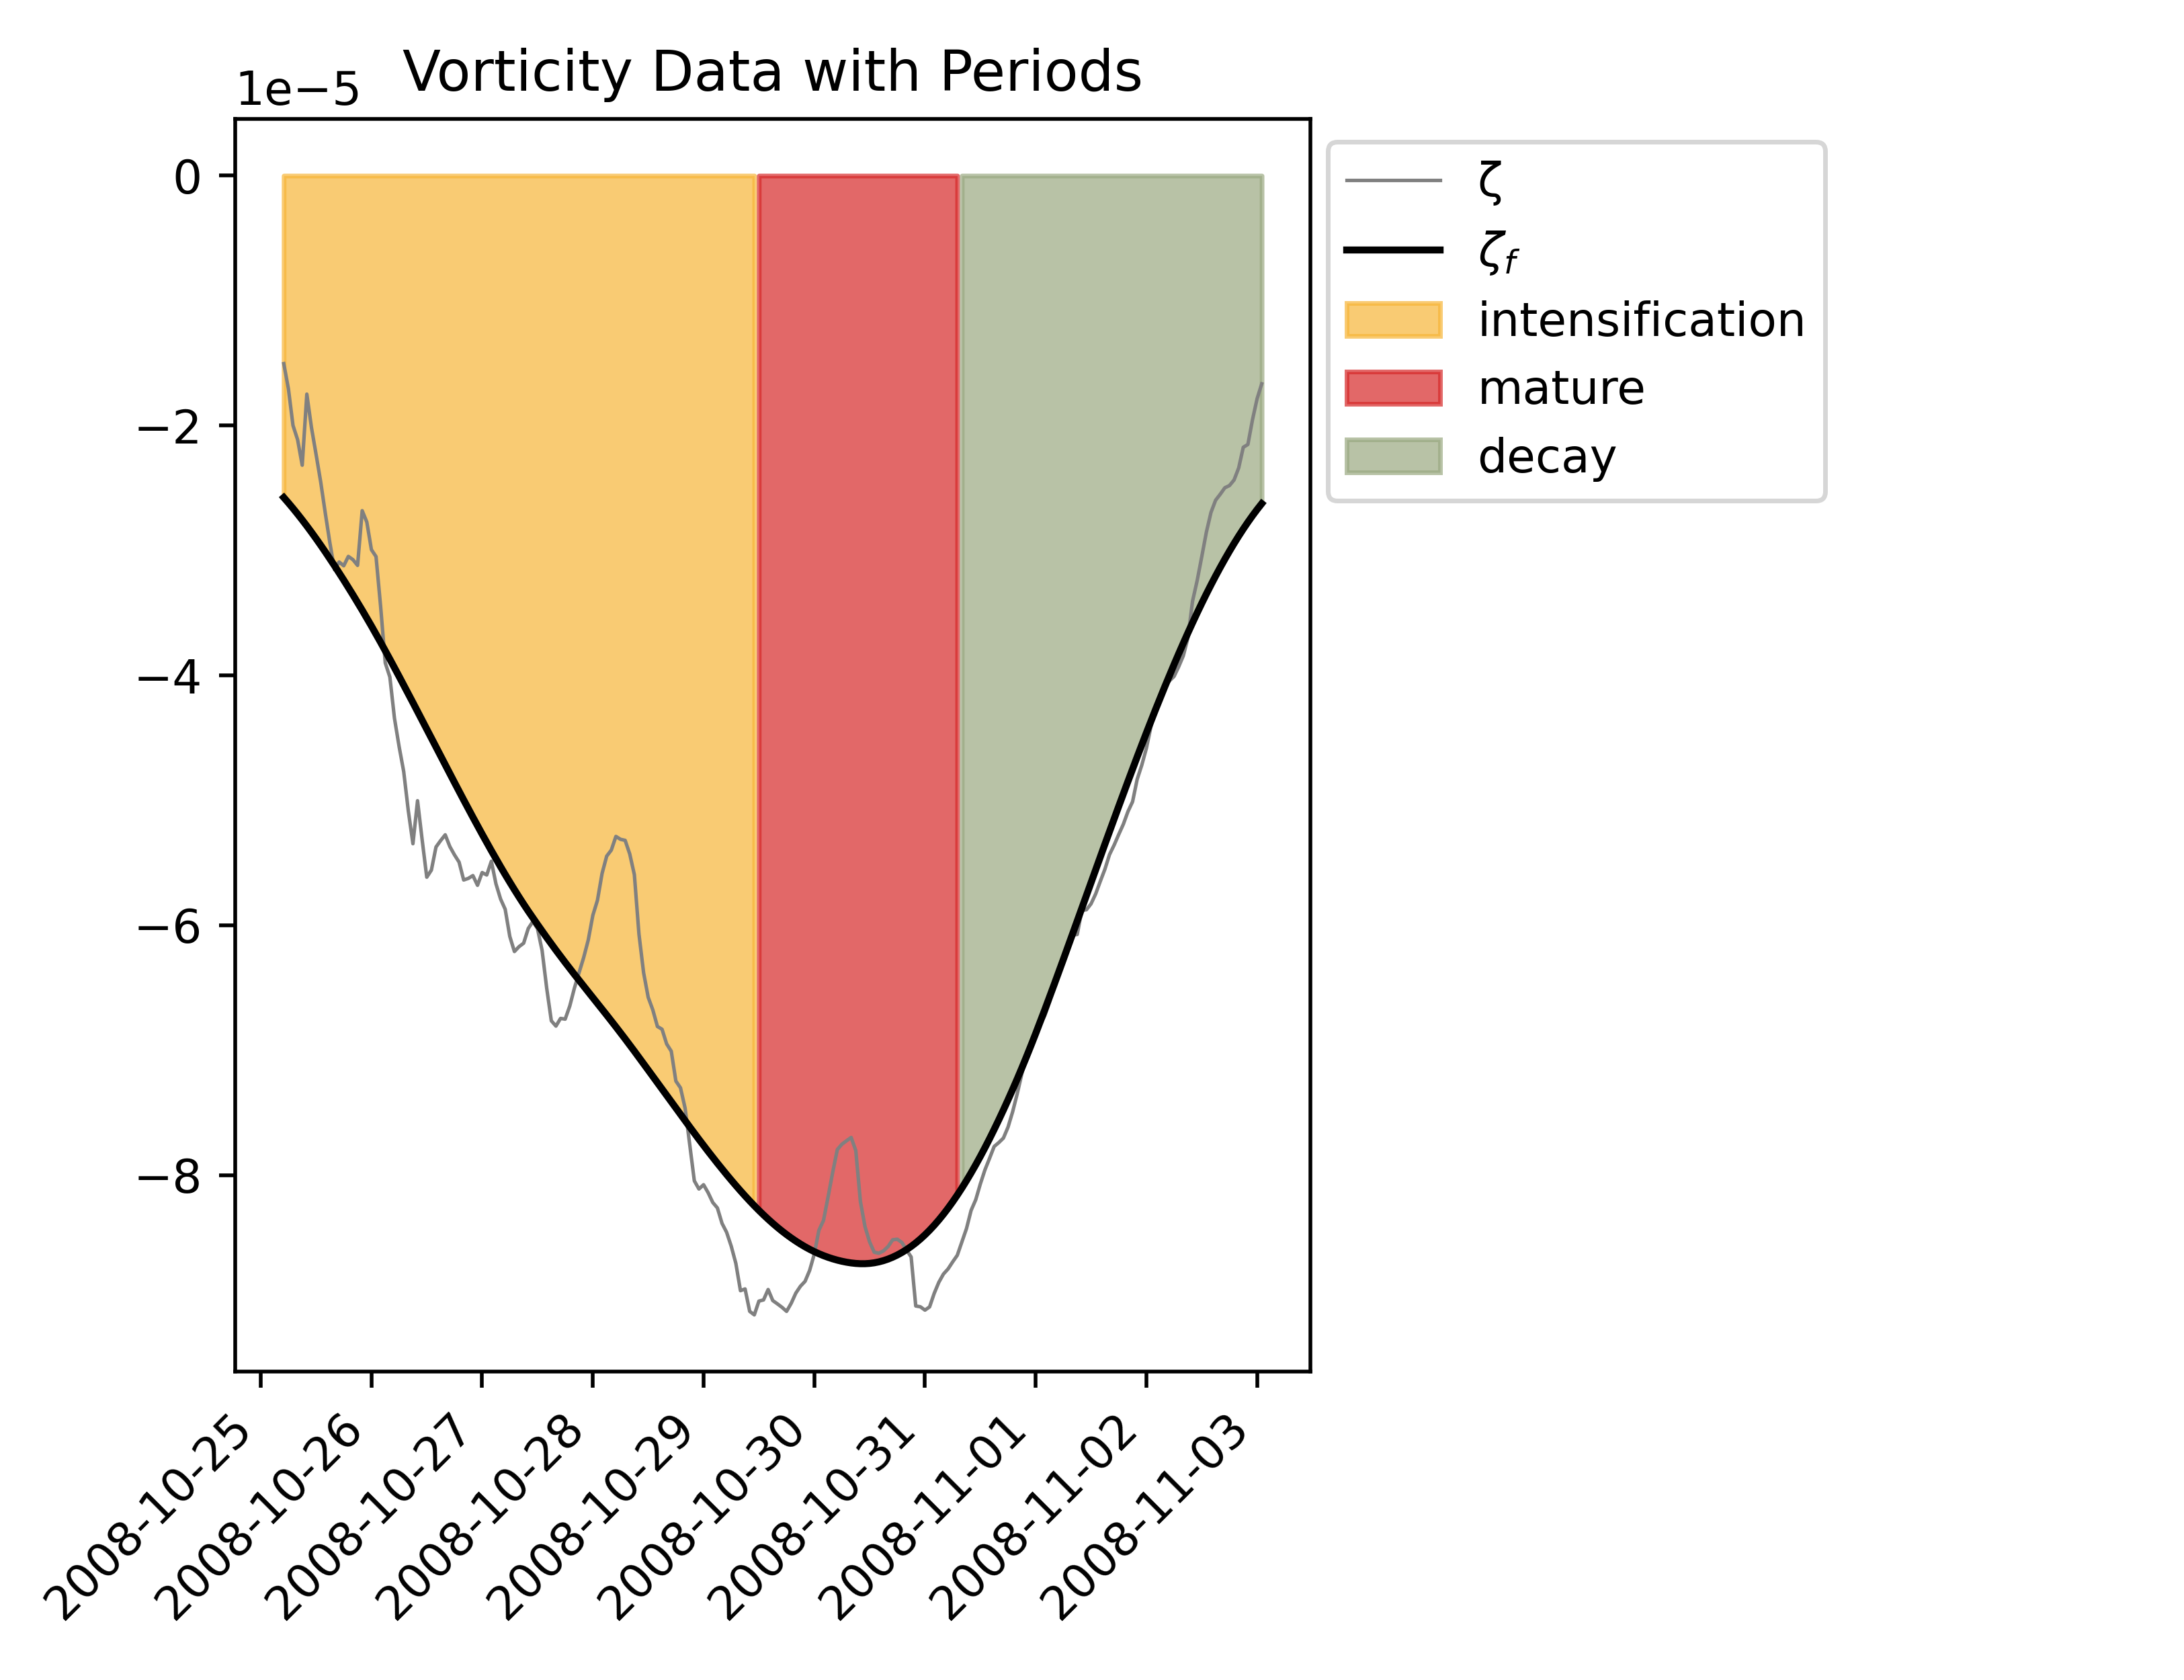 Vorticity Data with Periods
1e−5
0
−2
−4
−6
−8
2008-10-25
2008-10-26
2008-10-27
2008-10-28
2008-10-29
2008-10-30
2008-10-31
2008-11-01
2008-11-02
2008-11-03
ζ
ζf
intensification
mature
decay